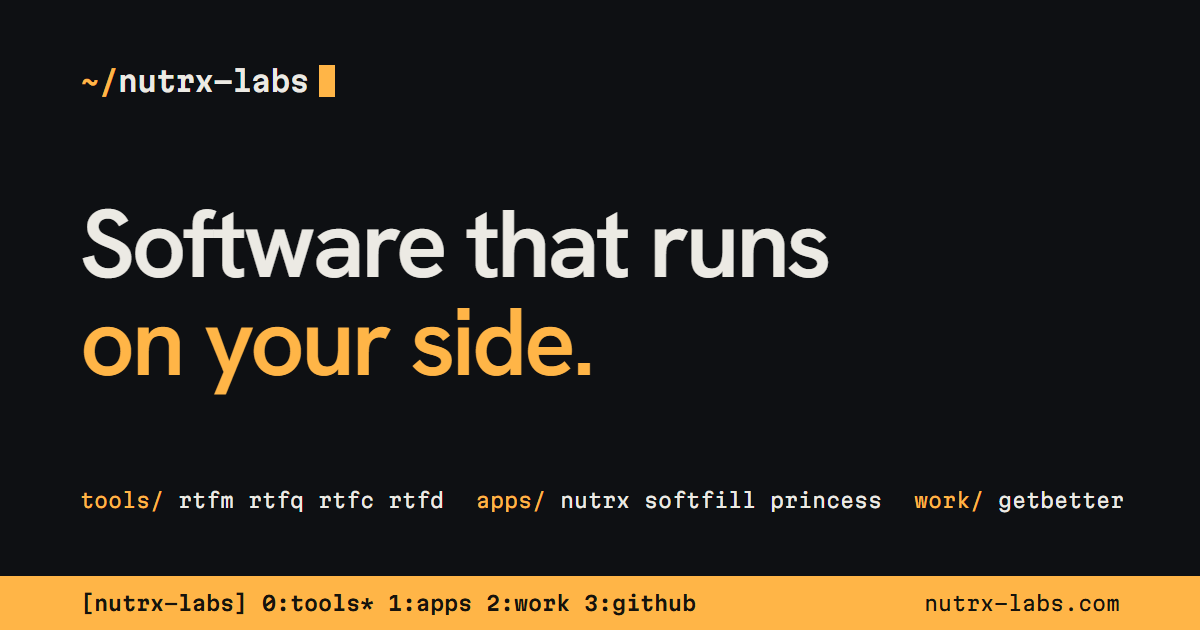 ~/nutrx-labs
Software that runs
on your side.
tools/ rtfm rtfq rtfc rtfd apps/ nutrx softfill princess work/ getbetter
[nutrx-labs] 0:tools* 1:apps 2:work 3:github nutrx-labs.com